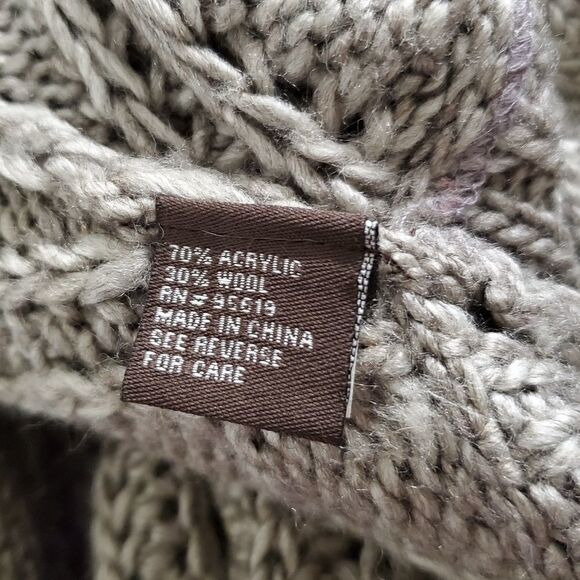 70% ACRYLIC
30% WOOL
RN# 95619
MADE IN CHINA
SEE REVERSE
FOR CARE